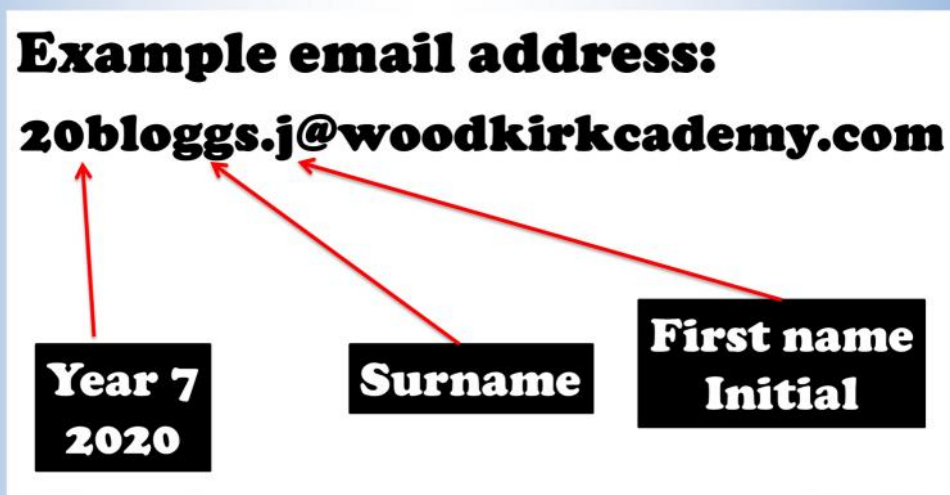 Example email address:
20bloggs.j@woodkirkcademy.com
Year 7
2020
Surname
First name
Initial